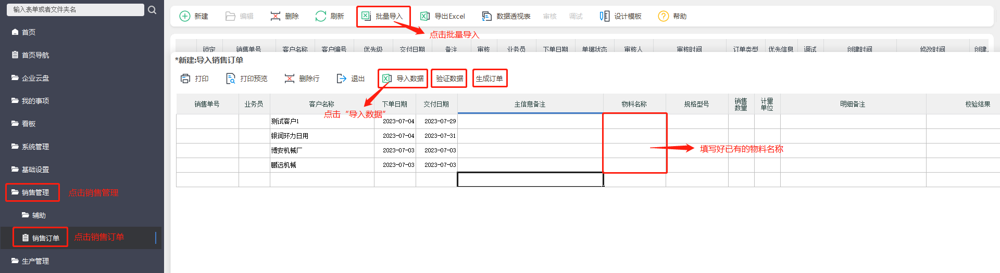 输入表单或者文件夹名
首页
首页导航
企业云盘
我的事项
看板
系统管理
基础设置
销售管理 点击销售管理
辅助
销售订单 点击销售订单
生产管理
新建 编辑 删除 刷新 批量导入 导出Excel 数据透视表 审核 调试 设计模板 帮助
点击批量导入
锁定 销售单号 客户名称 客户编号 优先级 交付日期 备注 审核 业务员 下单日期 单据状态 审核人 审核时间 订单类型 优先信息 调试 创建时间 修改时间 创建
*新建:导入销售订单
打印 打印预览 删除行 退出 导入数据 验证数据 生成订单
销售单号 业务员 客户名称 下单日期 交付日期 主信息备注 物料名称 规格型号 销售数量 计量单位 明细备注 校验结果
点击“导入数据”
测试客户1 2023-07-04 2023-07-29
银润环力日用 2023-07-04 2023-07-31
博安机械厂 2023-07-03 2023-07-03
鹏远机械 2023-07-03 2023-07-03
填写好已有的物料名称